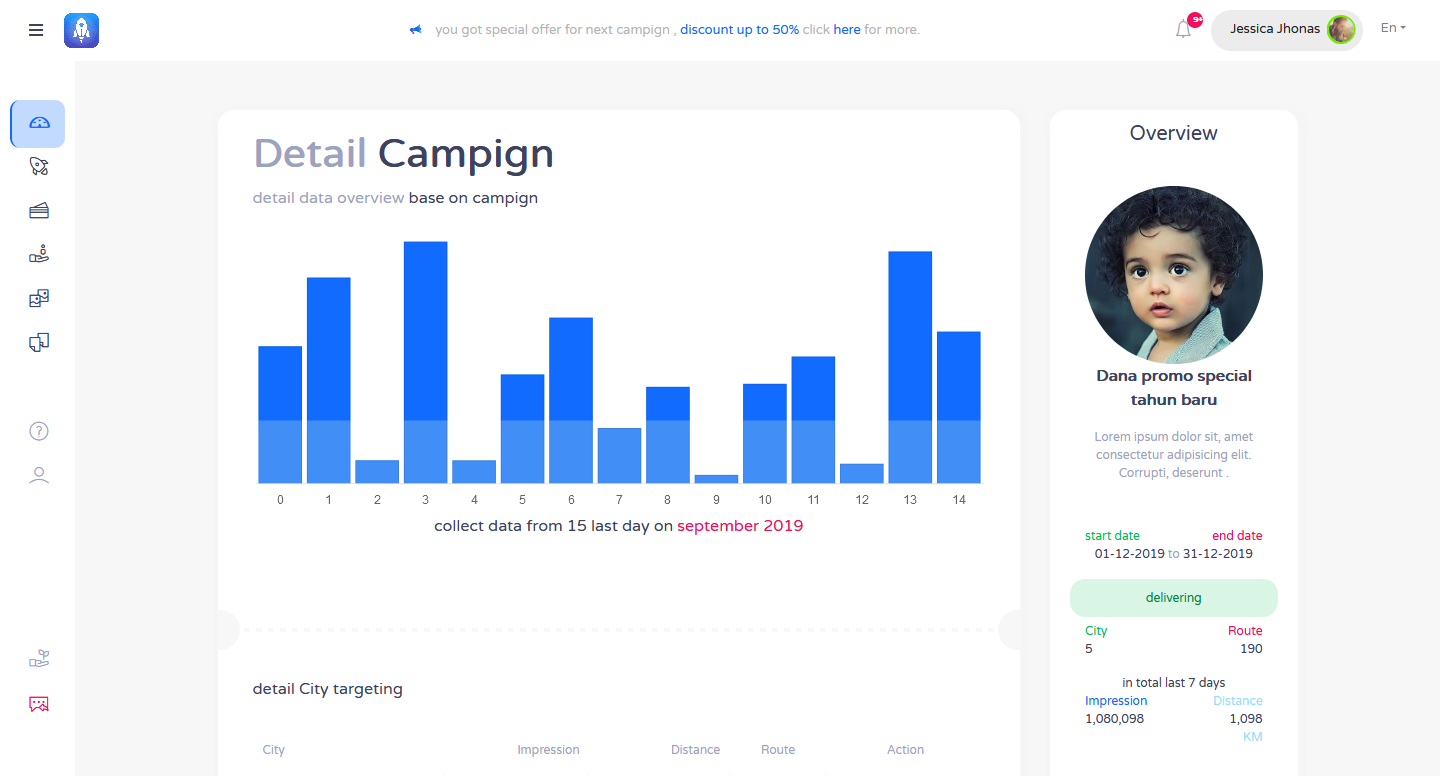 you got special offer for next campign , discount up to 50% click here for more.
9+
Jessica Jhonas
En
Detail Campign
detail data overview base on campign
0 1 2 3 4 5 6 7 8 9 10 11 12 13 14
collect data from 15 last day on september 2019
detail City targeting
City Impression Distance Route Action
Overview
Dana promo special
tahun baru
Lorem ipsum dolor sit, amet
consectetur adipisicing elit.
Corrupti, deserunt .
start date end date
01-12-2019 to 31-12-2019
delivering
City Route
5 190
in total last 7 days
Impression Distance
1,080,098 1,098
KM